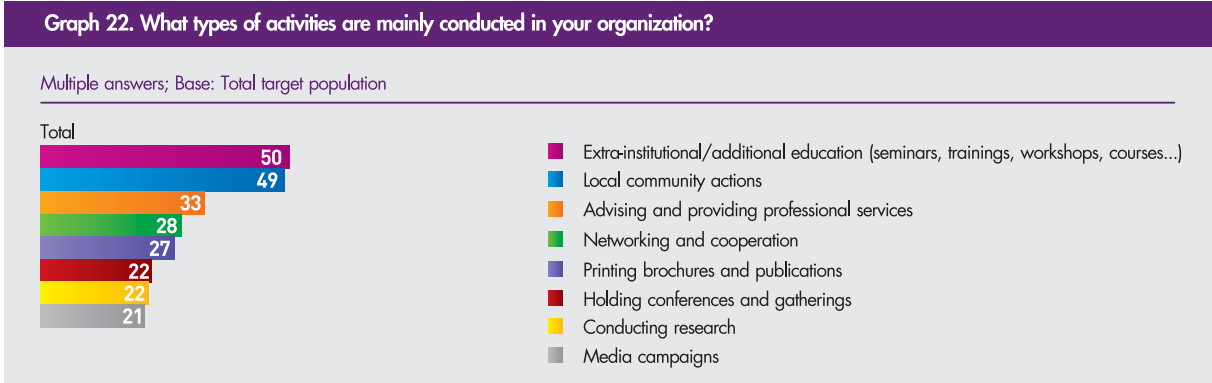 Graph 22. What types of activities are mainly conducted in your organization?
Multiple answers; Base: Total target population
Total
50
49
33
28
27
22
22
21
Extra-institutional/additional education (seminars, trainings, workshops, courses...)
Local community actions
Advising and providing professional services
Networking and cooperation
Printing brochures and publications
Holding conferences and gatherings
Conducting research
Media campaigns